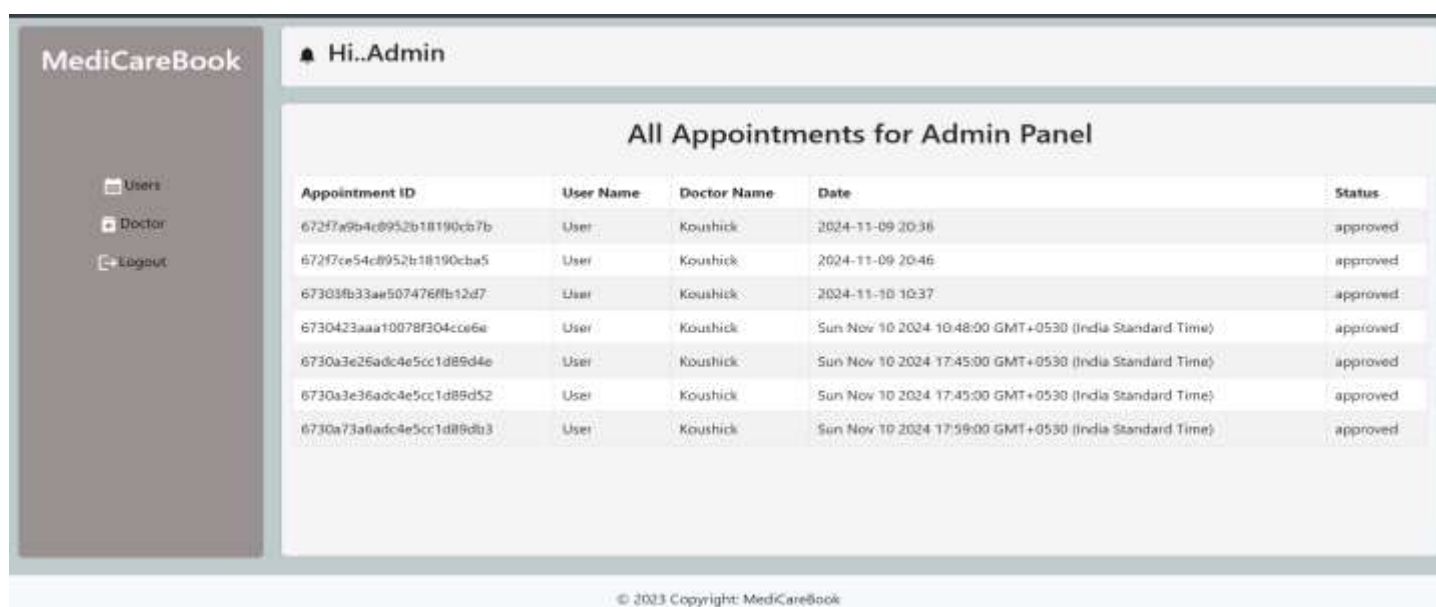 MediCareBook
Hi..Admin
All Appointments for Admin Panel
Users
Doctor
Logout
Appointment ID User Name Doctor Name Date Status
672f7a9b4c8952b18190cb7b User Koushick 2024-11-09 20:36 approved
672f7ce54c8952b18190cba5 User Koushick 2024-11-09 20:46 approved
67303fb33ae507476ffb12d7 User Koushick 2024-11-10 10:37 approved
6730423aaa10078f304cce6e User Koushick Sun Nov 10 2024 10:48:00 GMT+0530 (India Standard Time) approved
6730a3e26adc4e5cc1d89d4e User Koushick Sun Nov 10 2024 17:45:00 GMT+0530 (India Standard Time) approved
6730a3e36adc4e5cc1d89d52 User Koushick Sun Nov 10 2024 17:45:00 GMT+0530 (India Standard Time) approved
6730a73a6adc4e5cc1d89db3 User Koushick Sun Nov 10 2024 17:59:00 GMT+0530 (India Standard Time) approved
© 2023 Copyright: MediCareBook